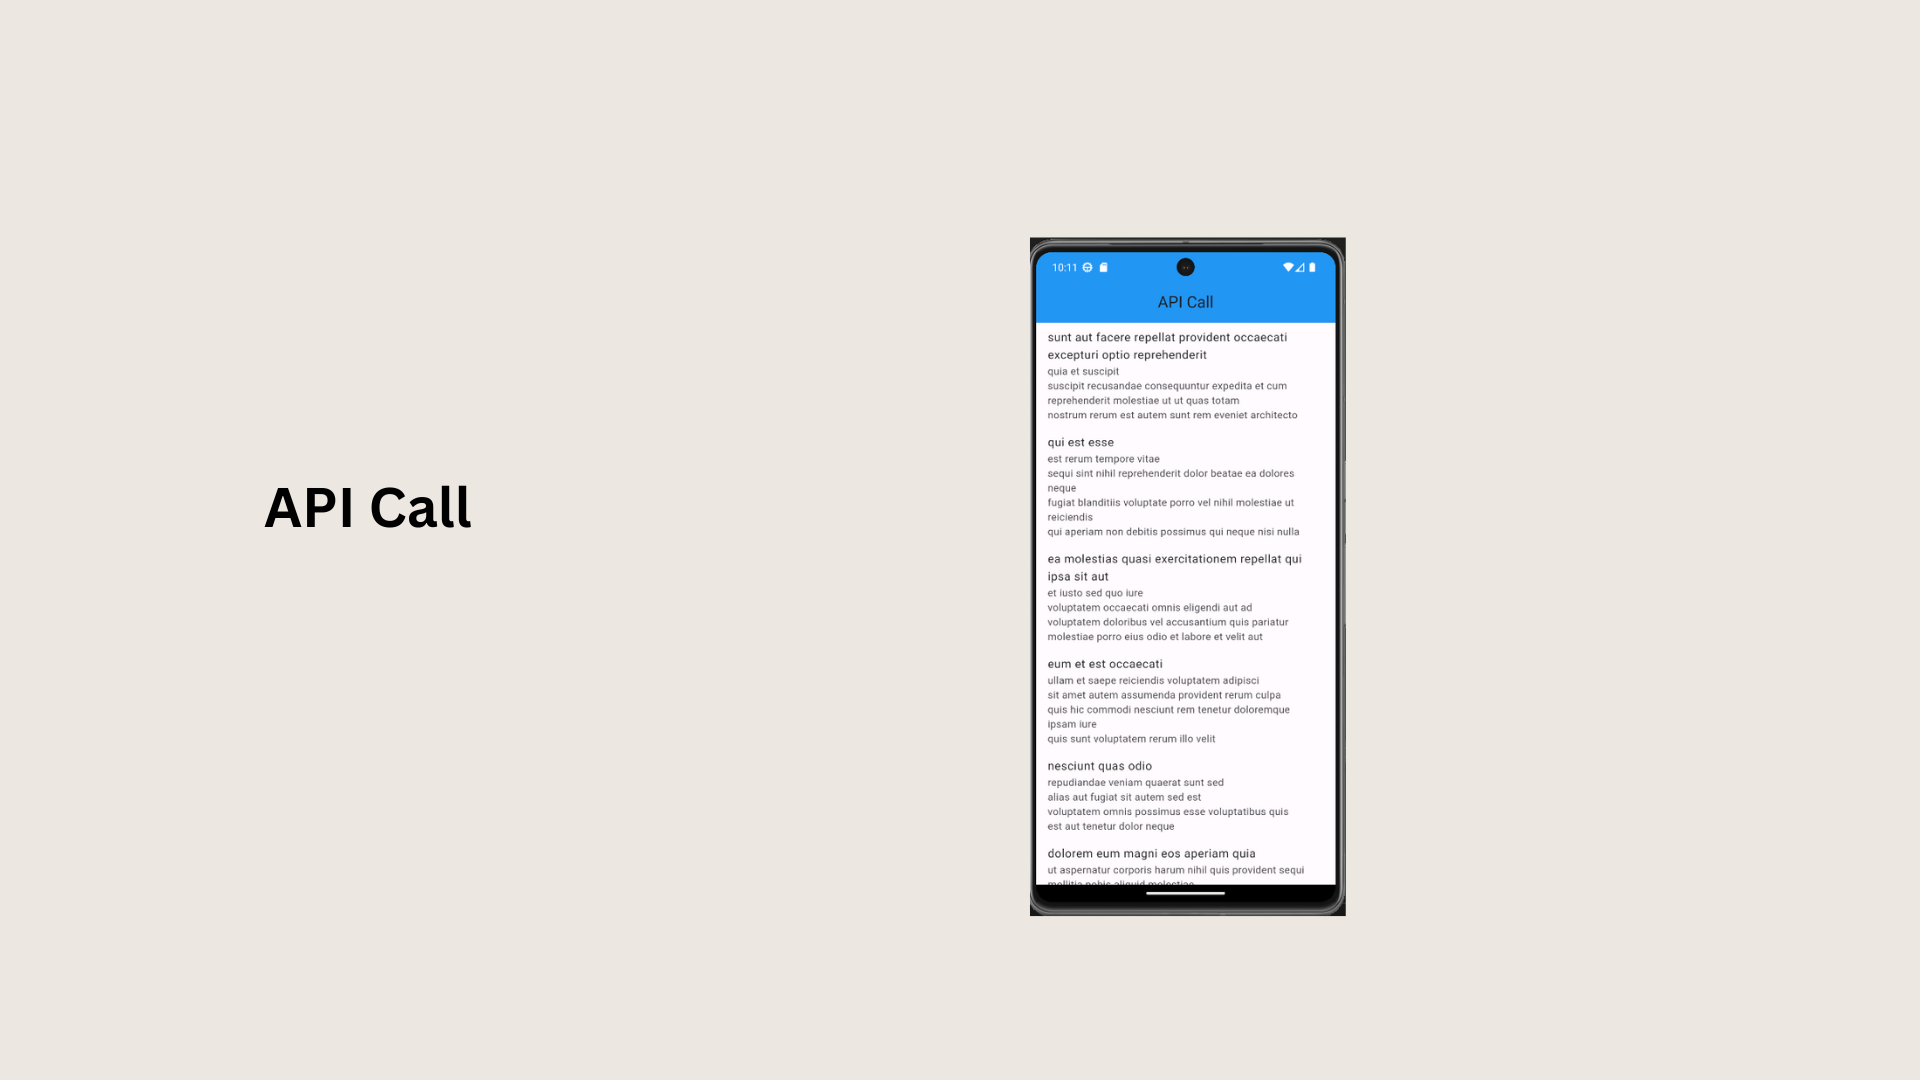 API Call
10:11
API Call
sunt aut facere repellat provident occaecati
excepturi optio reprehenderit
quia et suscipit
suscipit recusandae consequuntur expedita et cum
reprehenderit molestiae ut ut quas totam
nostrum rerum est autem sunt rem eveniet architecto
qui est esse
est rerum tempore vitae
sequi sint nihil reprehenderit dolor beatae ea dolores
neque
fugiat blanditiis voluptate porro vel nihil molestiae ut
reiciendis
qui aperiam non debitis possimus qui neque nisi nulla
ea molestias quasi exercitationem repellat qui
ipsa sit aut
et iusto sed quo iure
voluptatem occaecati omnis eligendi aut ad
voluptatem doloribus vel accusantium quis pariatur
molestiae porro eius odio et labore et velit aut
eum et est occaecati
ullam et saepe reiciendis voluptatem adipisci
sit amet autem assumenda provident rerum culpa
quis hic commodi nesciunt rem tenetur doloremque
ipsam iure
quis sunt voluptatem rerum illo velit
nesciunt quas odio
repudiandae veniam quaerat sunt sed
alias aut fugiat sit autem sed est
voluptatem omnis possimus esse voluptatibus quis
est aut tenetur dolor neque
dolorem eum magni eos aperiam quia
ut aspernatur corporis harum nihil quis provident sequi
mollitia nobis aliquid molestiae